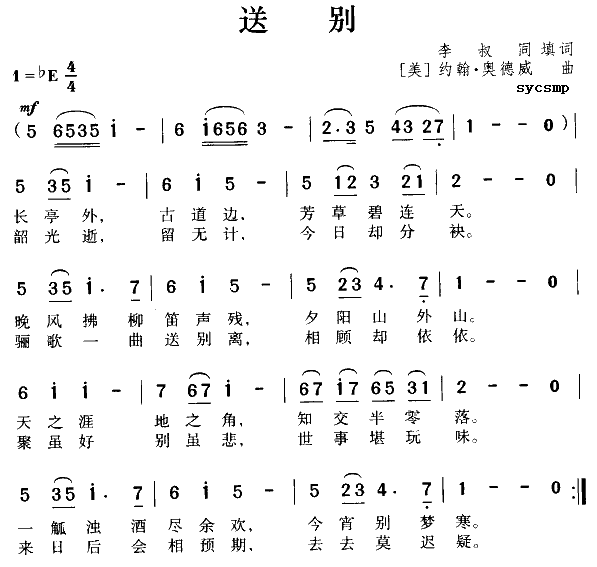 送 别
李 叔 同 填 词
1=♭E 4/4
[美]约翰·奥德威 曲
sycsmp
mf
( 5 6535 i - | 6 i656 3 - | 2·3 5 43 27 | 1 - - 0 ) |
5 35 i - | 6 i 5 - | 5 12 3 21 | 2 - - 0 |
长 亭 外, 古 道 边, 芳 草 碧 连 天。
韶 光 逝, 留 无 计, 今 日 却 分 袂。
5 35 i · 7 | 6 i 5 - | 5 23 4 · 7 | 1 - - 0 |
晚 风 拂 柳 笛 声 残, 夕 阳 山 外 山。
骊 歌 一 曲 送 别 离, 相 顾 却 依 依。
6 i i - | 7 67 i - | 67 i7 65 31 | 2 - - 0 |
天 之 涯 地 之 角, 知 交 半 零 落。
聚 虽 好 别 虽 悲, 世 事 堪 玩 味。
5 35 i · 7 | 6 i 5 - | 5 23 4 · 7 | 1 - - 0 :||
一 觚 浊 酒 尽 余 欢, 今 宵 别 梦 寒。
来 日 后 会 相 预 期, 去 去 莫 迟 疑。